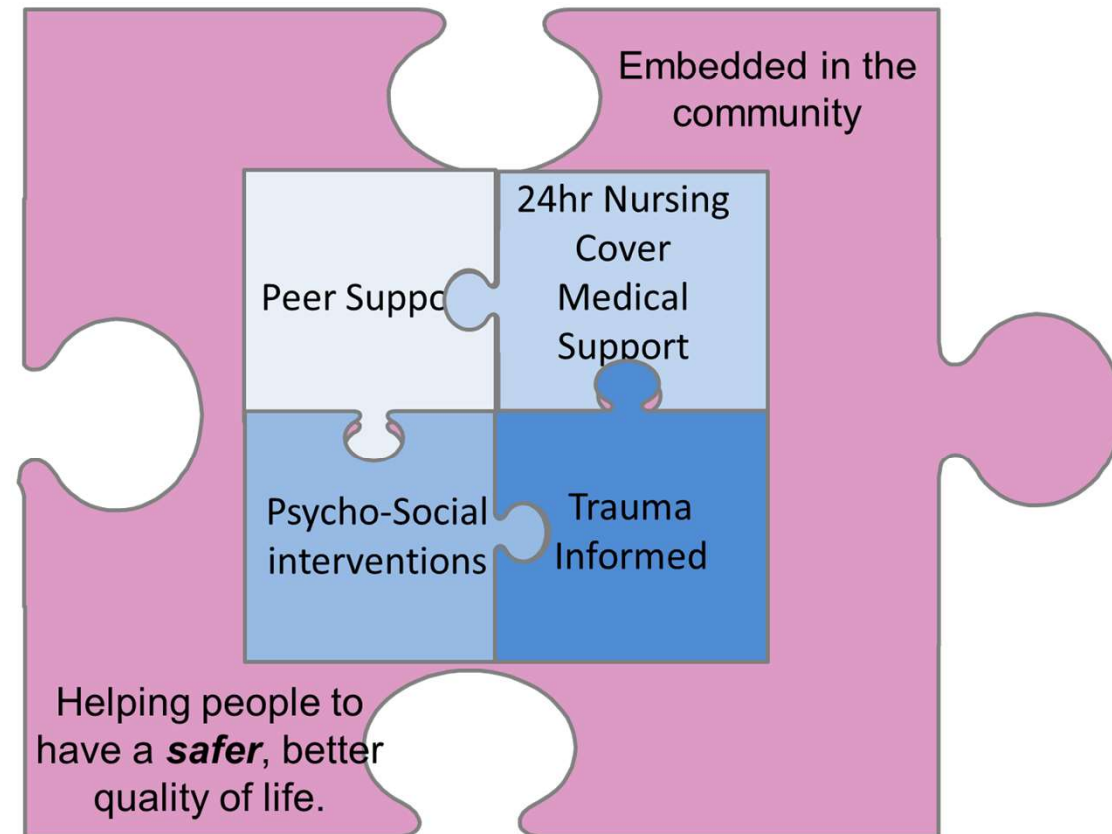 Embedded in the
community
Peer Suppo
24hr Nursing
Cover
Medical
Support
Psycho-Social
interventions
Trauma
Informed
Helping people to
have a safer, better
quality of life.